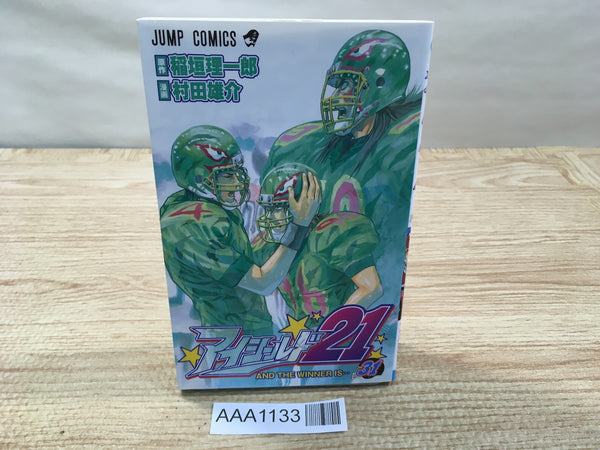 JUMP COMICS
原作 稲垣理一郎
漫画 村田雄介
アイシールド21
AND THE WINNER IS…
31
AAA1133